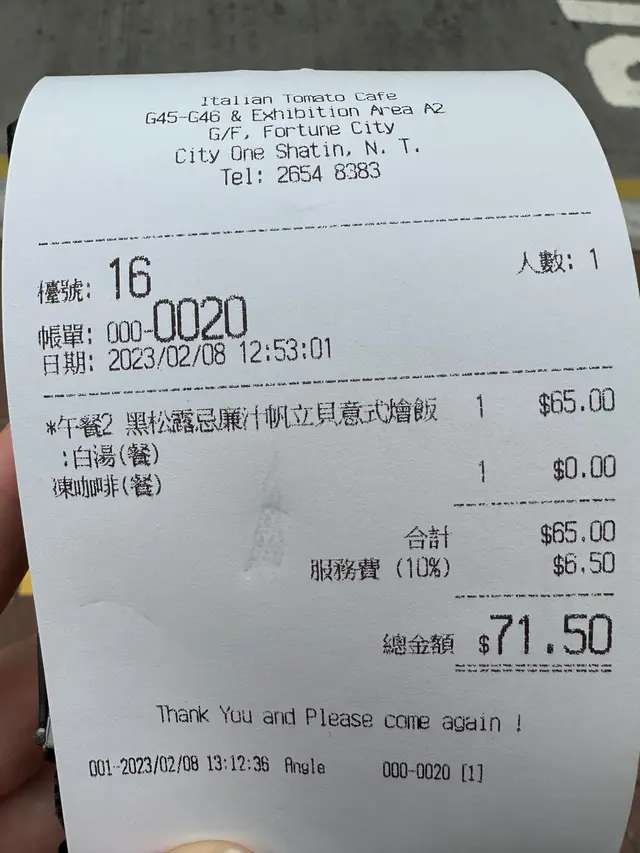 Italian Tomato Cafe
G45-G46 & Exhibition Area A2
G/F, Fortune City
City One Shatin, N. T.
Tel: 2654 8383
檯號: 16 人數: 1
帳單: 000-0020
日期: 2023/02/08 12:53:01
*午餐2 黑松露忌廉汁帆立貝意式燴飯 1 $65.00
:白湯(餐)
凍咖啡(餐) 1 $0.00
合計 $65.00
服務費 (10%) $6.50
總金額 $71.50
Thank You and Please come again !
001-2023/02/08 13:12:36 Angle 000-0020 [1]